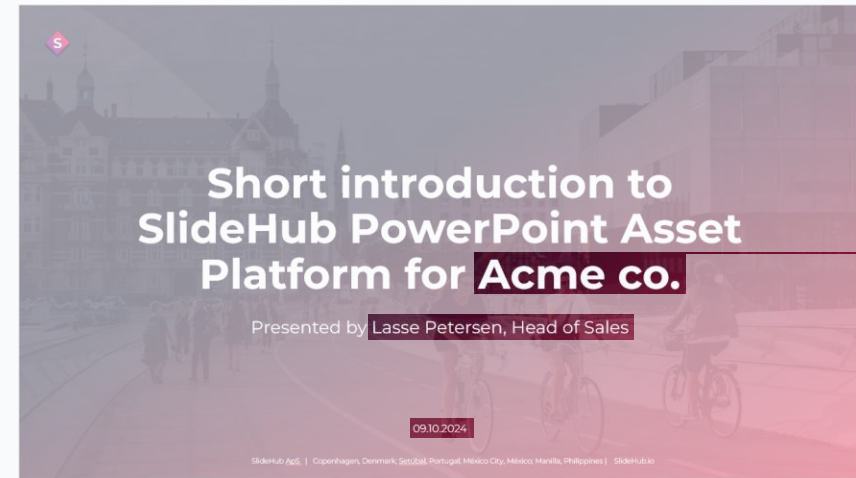 S
Short introduction to
SlideHub PowerPoint Asset
Platform for Acme co.
Presented by Lasse Petersen, Head of Sales
09.10.2024
SlideHub ApS | Copenhagen, Denmark; Setúbal, Portugal; México City, México; Manilla, Philippines | SlideHub.io